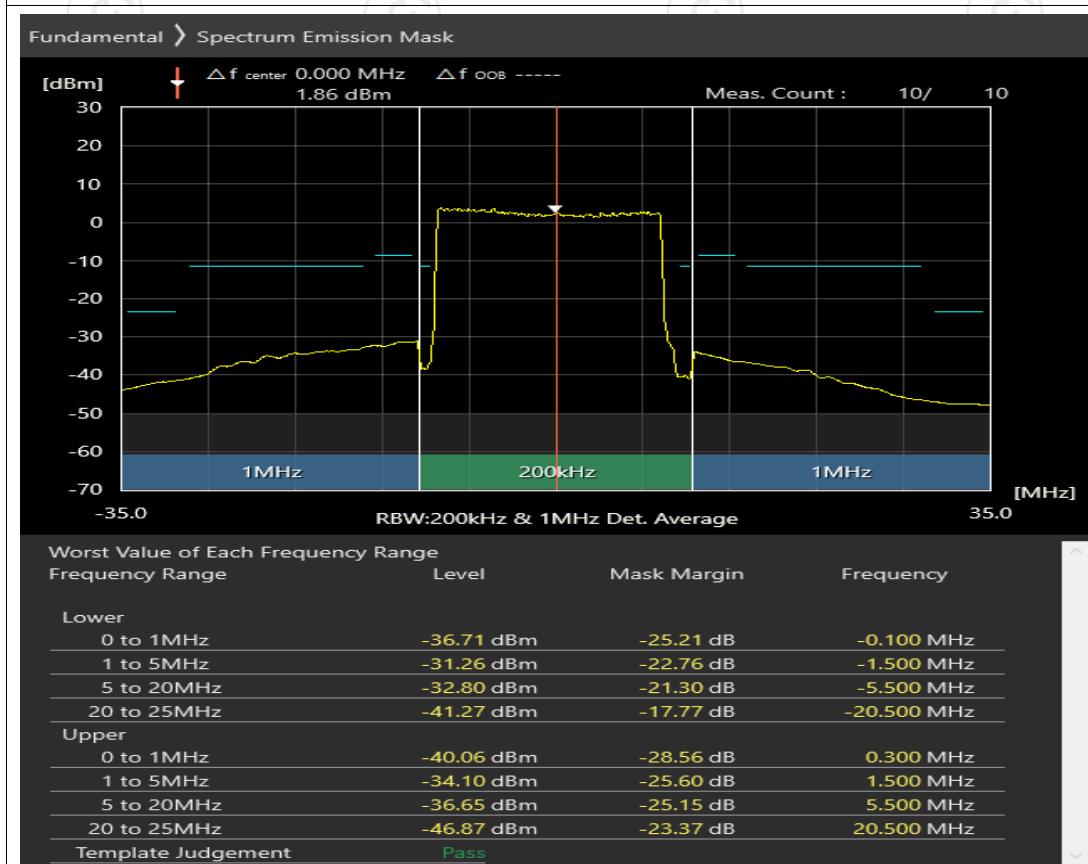 Fundamental ❯ Spectrum Emission Mask
[dBm]
△f center 0.000 MHz △f OOB -----
1.86 dBm
Meas. Count : 10/ 10
30
20
10
0
-10
-20
-30
-40
-50
-60
-70
1MHz 200kHz 1MHz
[MHz]
-35.0 RBW:200kHz & 1MHz Det. Average 35.0
Worst Value of Each Frequency Range
Frequency Range Level Mask Margin Frequency
Lower
0 to 1MHz -36.71 dBm -25.21 dB -0.100 MHz
1 to 5MHz -31.26 dBm -22.76 dB -1.500 MHz
5 to 20MHz -32.80 dBm -21.30 dB -5.500 MHz
20 to 25MHz -41.27 dBm -17.77 dB -20.500 MHz
Upper
0 to 1MHz -40.06 dBm -28.56 dB 0.300 MHz
1 to 5MHz -34.10 dBm -25.60 dB 1.500 MHz
5 to 20MHz -36.65 dBm -25.15 dB 5.500 MHz
20 to 25MHz -46.87 dBm -23.37 dB 20.500 MHz
Template Judgement Pass